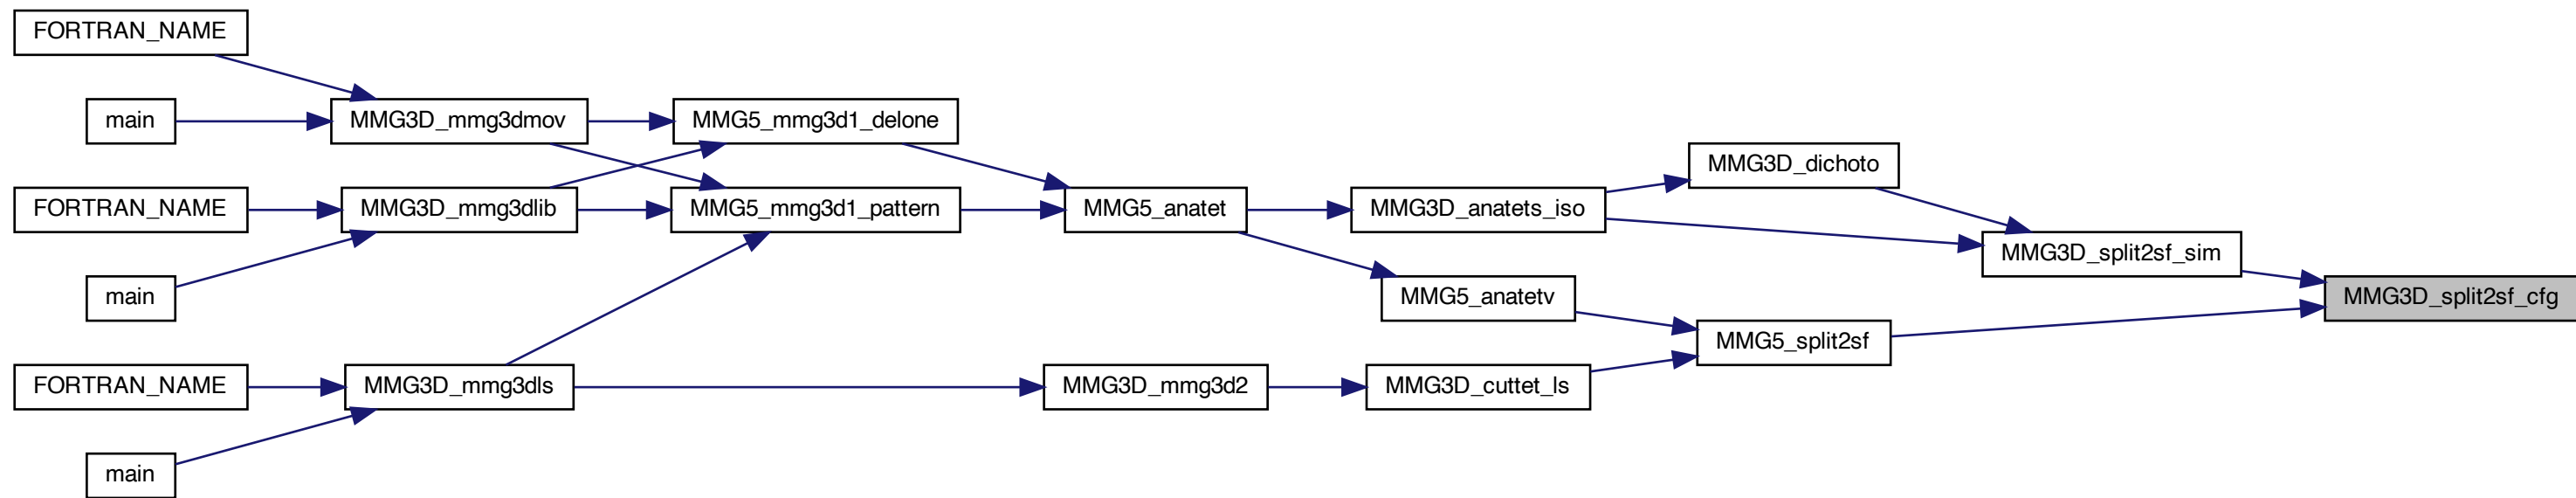 FORTRAN_NAME
main
MMG3D_mmg3dmov
MMG5_mmg3d1_delone
MMG3D_dichoto
FORTRAN_NAME
MMG3D_mmg3dlib
MMG5_mmg3d1_pattern
MMG5_anatet
MMG3D_anatets_iso
MMG3D_split2sf_sim
main
MMG5_anatetv
MMG3D_split2sf_cfg
MMG5_split2sf
FORTRAN_NAME
MMG3D_mmg3dls
MMG3D_mmg3d2
MMG3D_cuttet_ls
main